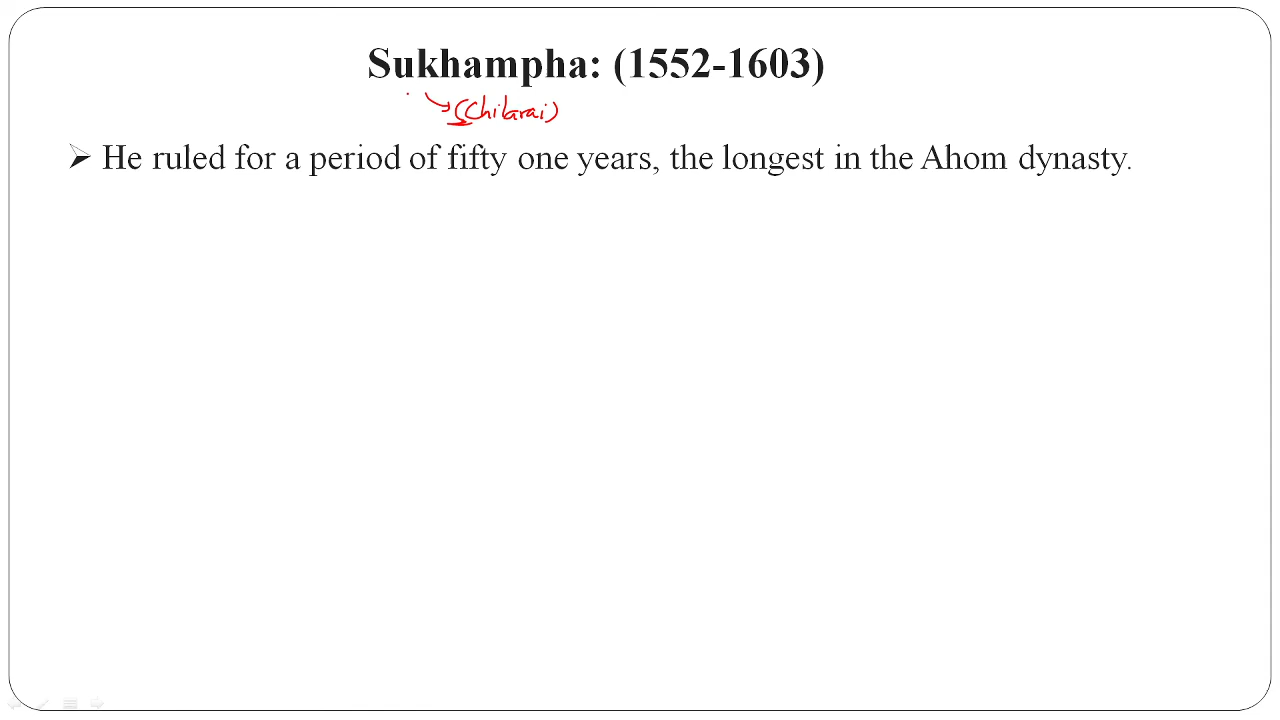 Sukhampha: (1552-1603)
(Chilarai)
➢ He ruled for a period of fifty one years, the longest in the Ahom dynasty.